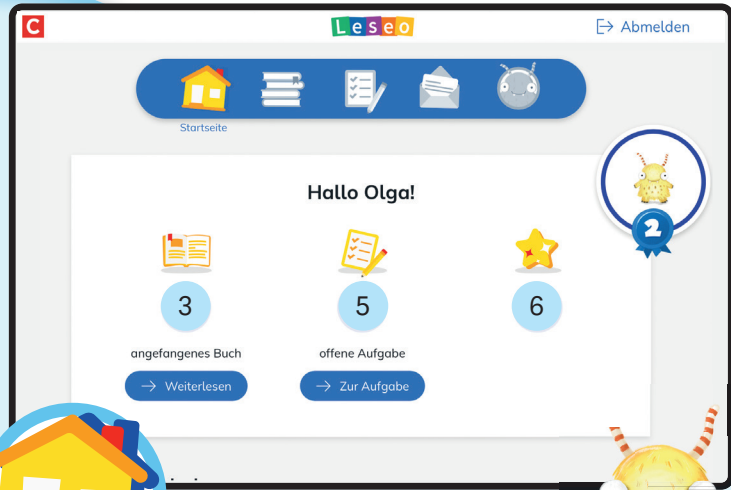 C
Leseo
Abmelden
Startseite
Hallo Olga!
2
3
5
6
angefangenes Buch
offene Aufgabe
Weiterlesen
Zur Aufgabe